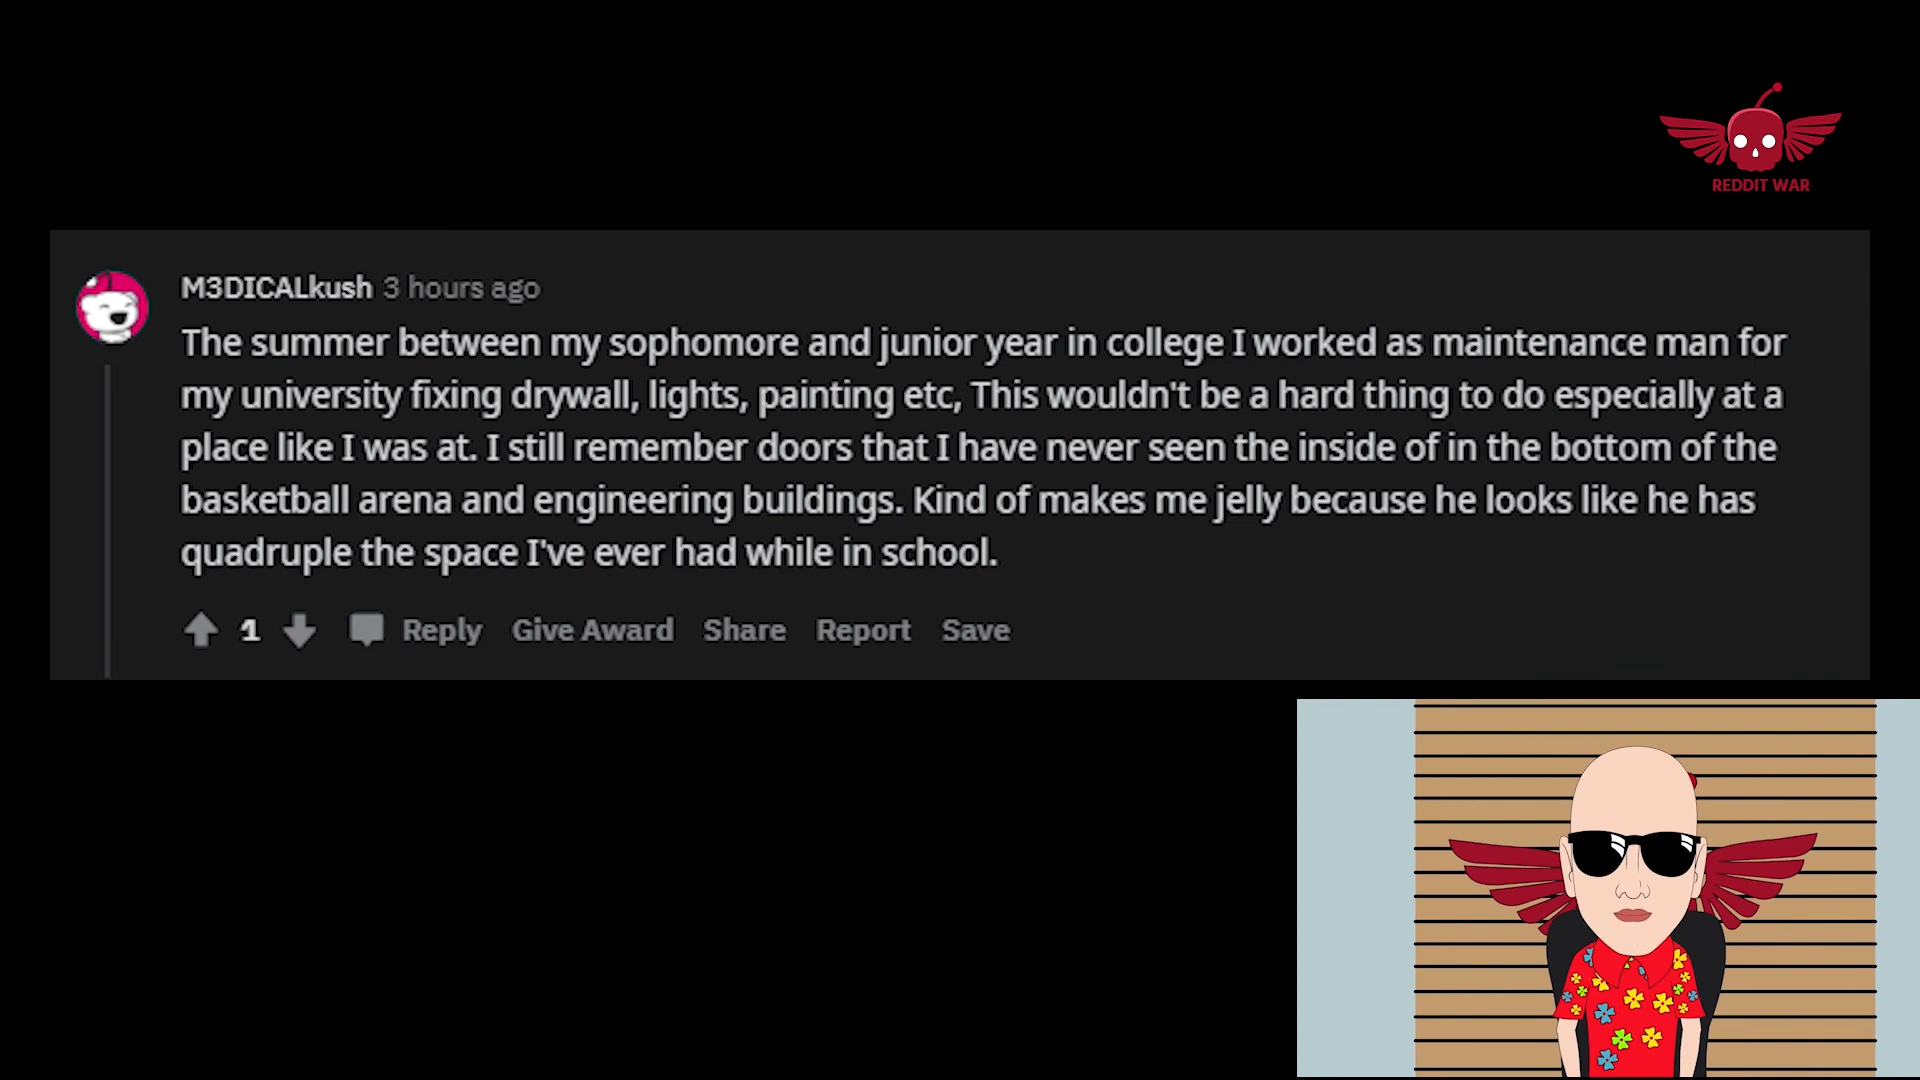 REDDIT WAR
M3DICALkush 3 hours ago
The summer between my sophomore and junior year in college I worked as maintenance man for
my university fixing drywall, lights, painting etc, This wouldn't be a hard thing to do especially at a
place like I was at. I still remember doors that I have never seen the inside of in the bottom of the
basketball arena and engineering buildings. Kind of makes me jelly because he looks like he has
quadruple the space I've ever had while in school.
1 Reply Give Award Share Report Save